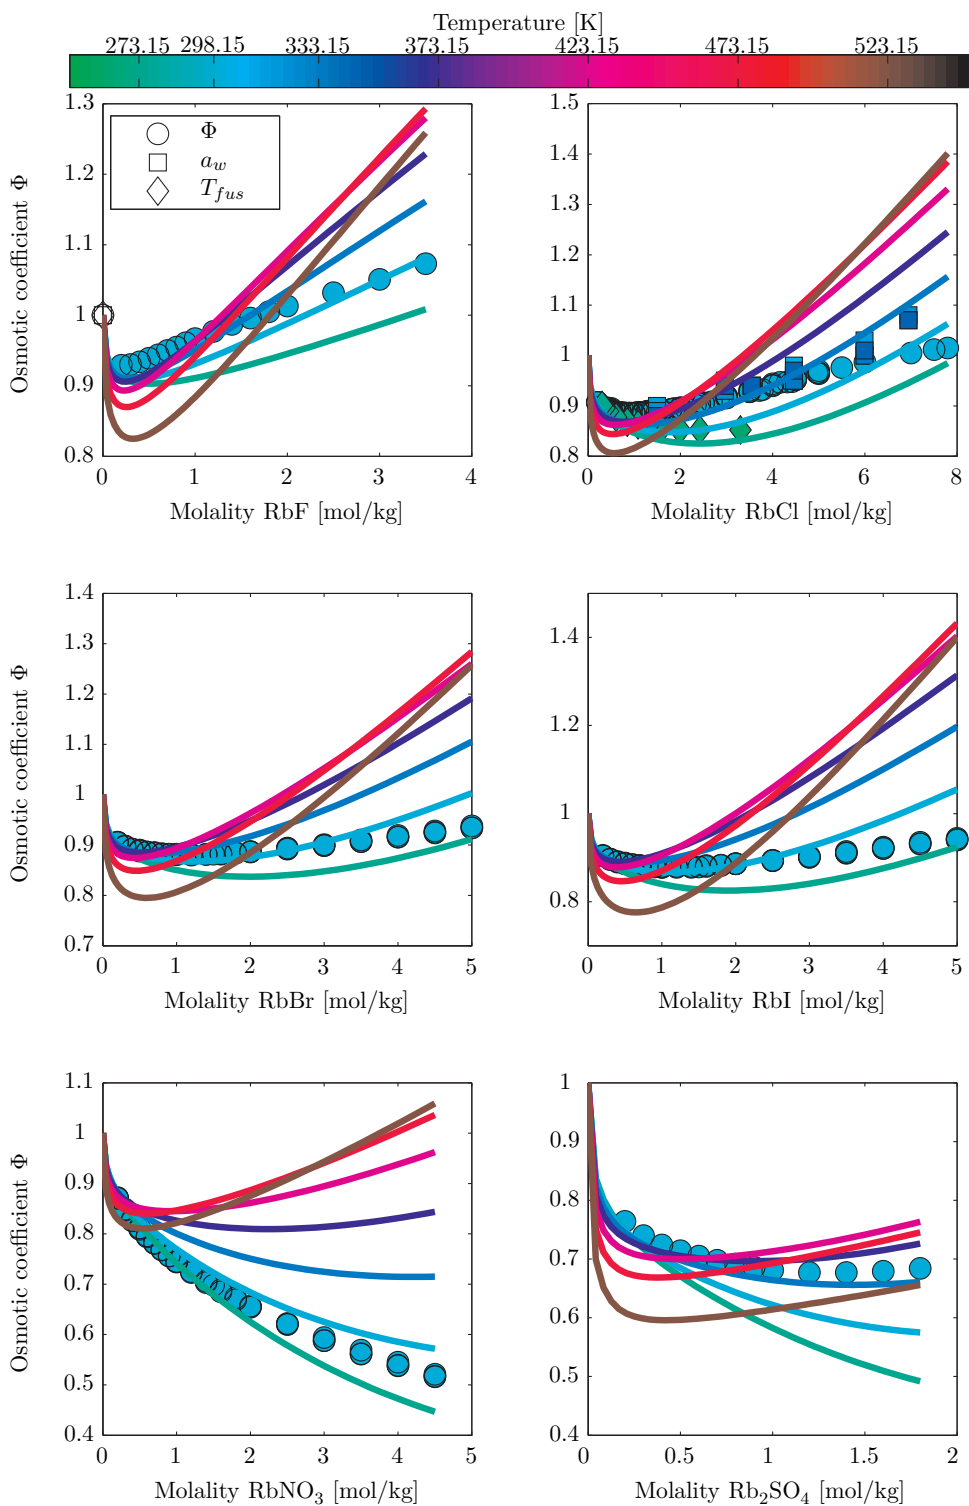 Temperature [K]
273.15 298.15 333.15 373.15 423.15 473.15 523.15
Osmotic coefficient Φ
1.3
1.2
1.1
1
0.9
0.8
Φ
a_w
T_fus
0 1 2 3 4
Molality RbF [mol/kg]
1.5
1.4
1.3
1.2
1.1
1
0.9
0.8
0 2 4 6 8
Molality RbCl [mol/kg]
Osmotic coefficient Φ
1.4
1.3
1.2
1.1
1
0.9
0.8
0.7
0 1 2 3 4 5
Molality RbBr [mol/kg]
1.4
1.2
1
0.8
0 1 2 3 4 5
Molality RbI [mol/kg]
Osmotic coefficient Φ
1.1
1
0.9
0.8
0.7
0.6
0.5
0.4
0 1 2 3 4 5
Molality RbNO₃ [mol/kg]
1
0.9
0.8
0.7
0.6
0.5
0.4
0 0.5 1 1.5 2
Molality Rb₂SO₄ [mol/kg]